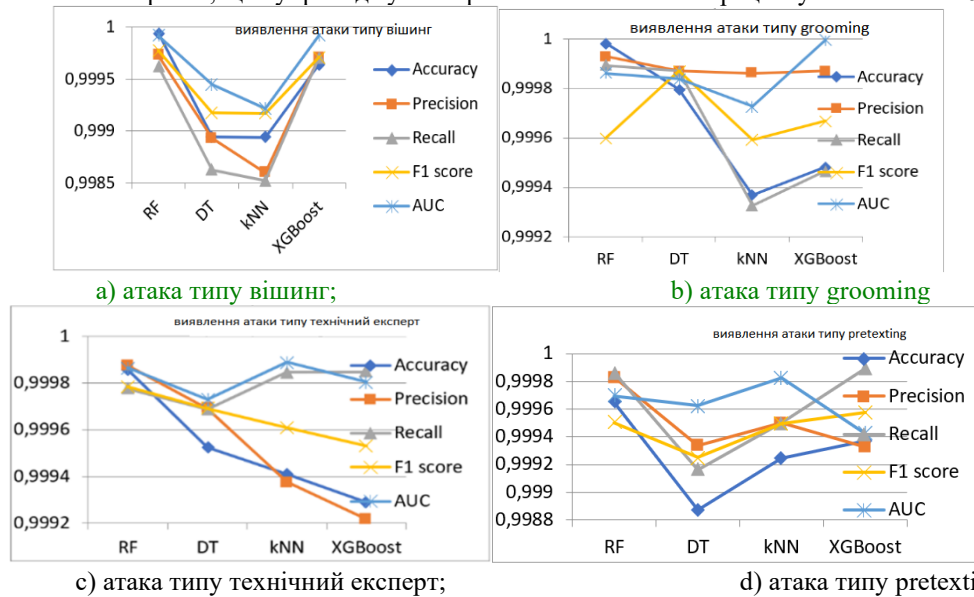 1
виявлення атаки типу вішинг
0,9995
0,999
0,9985
RF
DT
kNN
XGBoost
Accuracy
Precision
Recall
F1 score
AUC
1
виявлення атаки типу grooming
0,9998
0,9996
0,9994
0,9992
RF
DT
kNN
XGBoost
Accuracy
Precision
Recall
F1 score
AUC
a) атака типу вішинг;
b) атака типу grooming
1
виявлення атаки типу технічний експерт
0,9998
0,9996
0,9994
0,9992
RF
DT
kNN
XGBoost
Accuracy
Precision
Recall
F1 score
AUC
виявлення атаки типу pretexting
1
0,9998
0,9996
0,9994
0,9992
0,999
0,9988
RF
DT
kNN
XGBoost
Accuracy
Precision
Recall
F1 score
AUC
c) атака типу технічний експерт;
d) атака типу pretexti